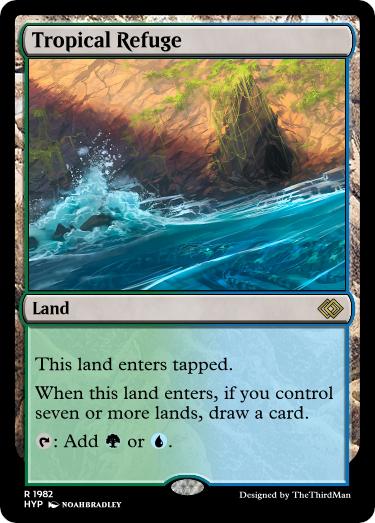 Tropical Refuge
Land
This land enters tapped.
When this land enters, if you control
seven or more lands, draw a card.
: Add or .
R 1982
HYP NOAHBRADLEY
Designed by TheThirdMan